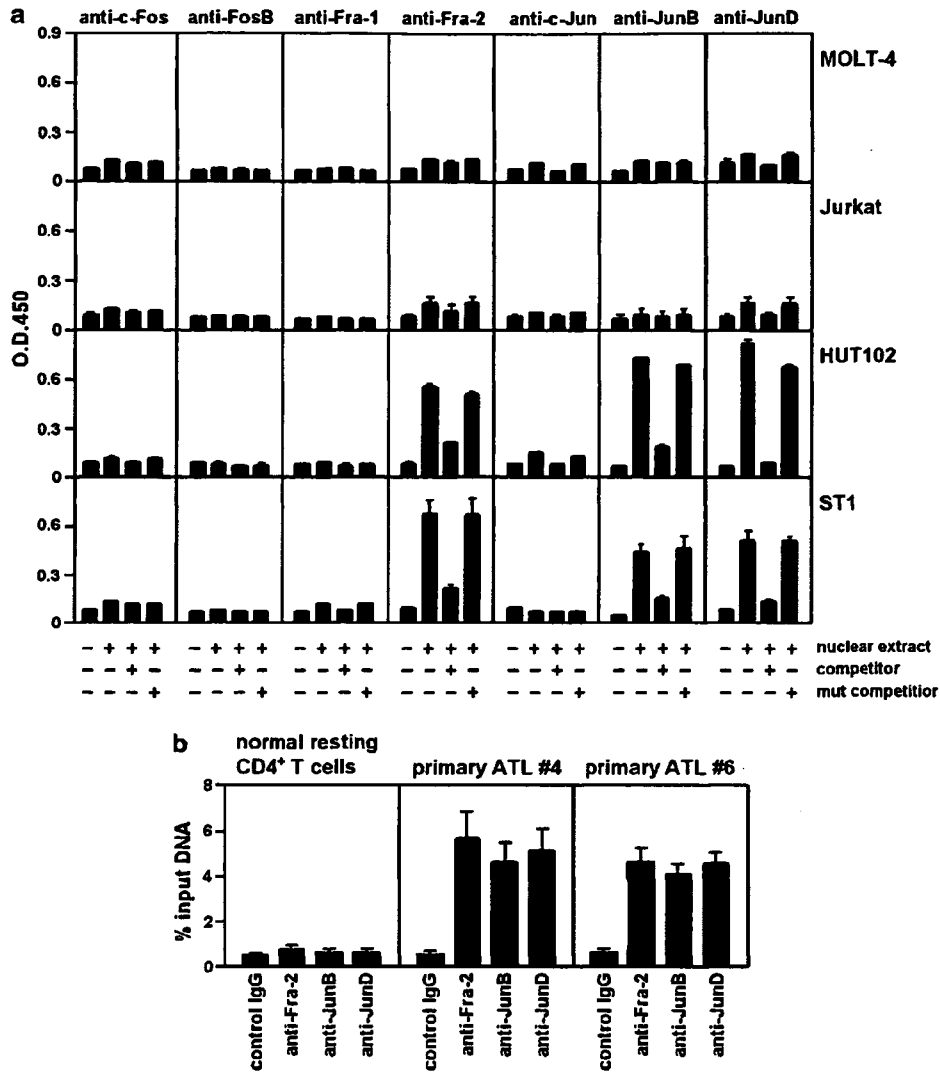 a
anti-c-Fos anti-FosB anti-Fra-1 anti-Fra-2 anti-c-Jun anti-JunB anti-JunD
0.9
0.6
0.3
0
MOLT-4
0.6
0.3
0
Jurkat
O.D.450
0.6
0.3
0
HUT102
0.6
0.3
0
ST1
– + + + – + + + – + + + – + + + – + + + – + + + – + + + nuclear extract
– – + – – – + – – – + – – – + – – – + – – – + – – – + – competitor
– – – + – – – + – – – + – – – + – – – + – – – + – – – + mut competitior
b
normal resting
CD4+ T cells
primary ATL #4
primary ATL #6
% input DNA
8
6
4
2
0
control IgG
anti-Fra-2
anti-JunB
anti-JunD
control IgG
anti-Fra-2
anti-JunB
anti-JunD
control IgG
anti-Fra-2
anti-JunB
anti-JunD